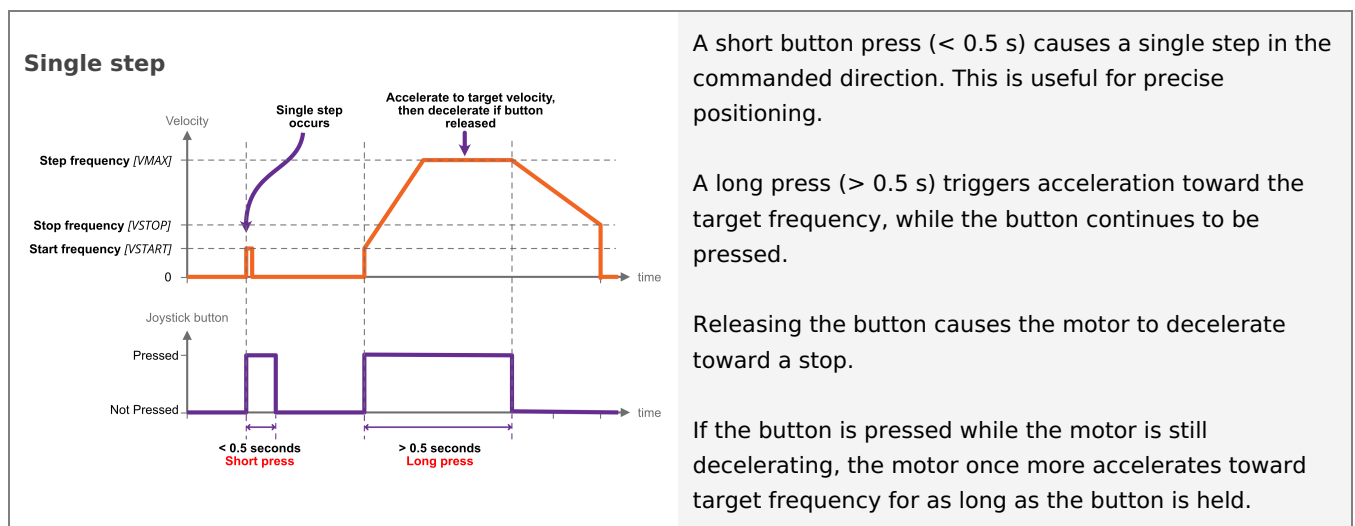 Single step
Velocity
Single step
occurs
Accelerate to target velocity,
then decelerate if button
released
Step frequency [VMAX]
Stop frequency [VSTOP]
Start frequency [VSTART]
0
time
Joystick button
Pressed
Not Pressed
time
< 0.5 seconds
Short press
> 0.5 seconds
Long press
A short button press (< 0.5 s) causes a single step in the
commanded direction. This is useful for precise
positioning.
A long press (> 0.5 s) triggers acceleration toward the
target frequency, while the button continues to be
pressed.
Releasing the button causes the motor to decelerate
toward a stop.
If the button is pressed while the motor is still
decelerating, the motor once more accelerates toward
target frequency for as long as the button is held.